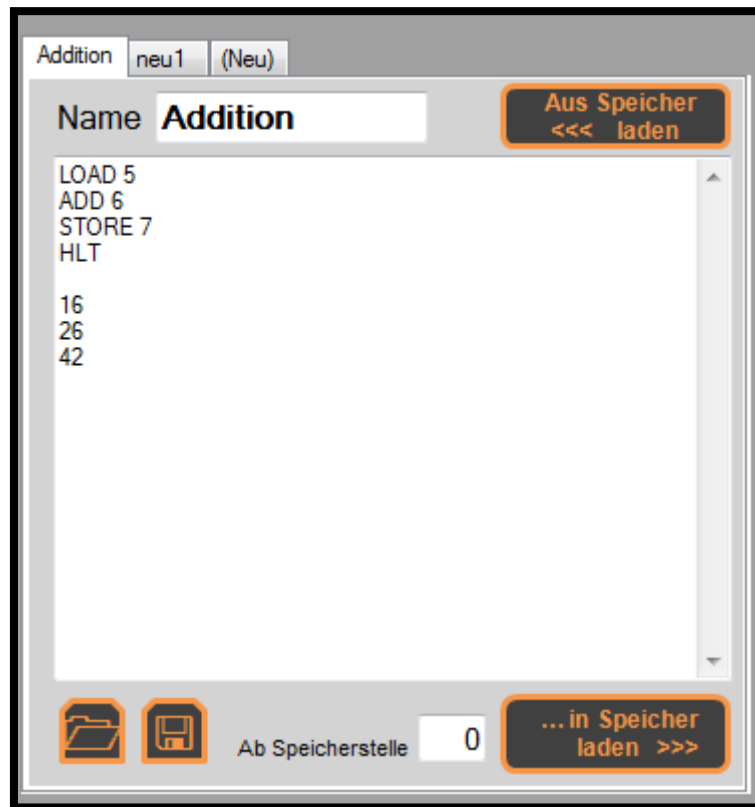 Addition neu1 (Neu)
Name Addition
Aus Speicher
<<< laden
LOAD 5
ADD 6
STORE 7
HLT
16
26
42
Ab Speicherstelle 0
...in Speicher
laden >>>